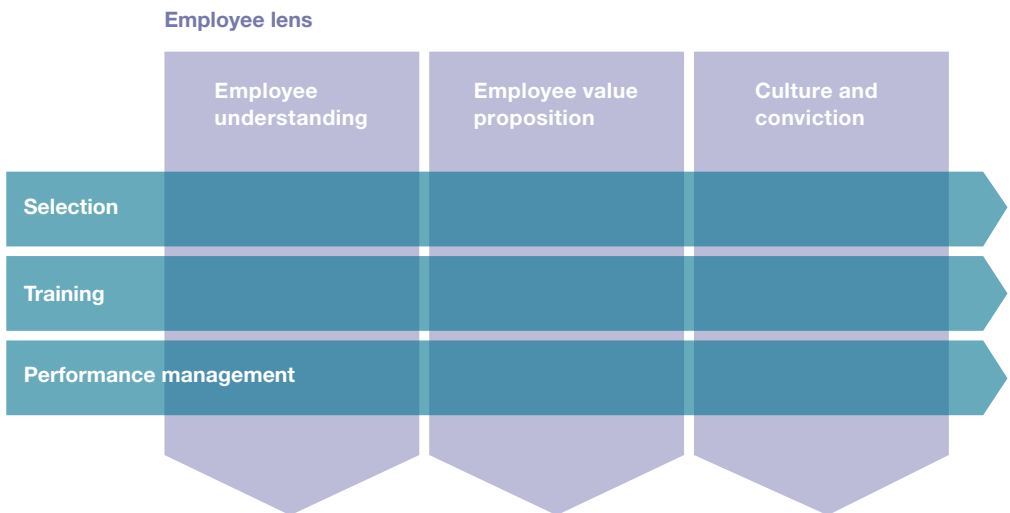 Employee lens
Employee
understanding
Employee value
proposition
Culture and
conviction
Selection
Training
Performance management